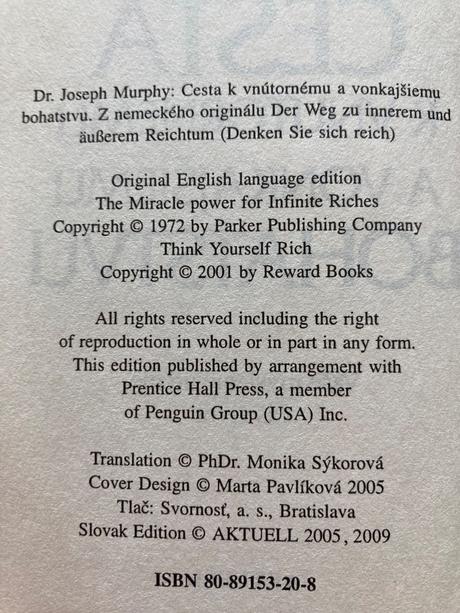 Dr. Joseph Murphy: Cesta k vnútornému a vonkajšiemu
bohatstvu. Z nemeckého originálu Der Weg zu innerem und
äußerem Reichtum (Denken Sie sich reich)
Original English language edition
The Miracle power for Infinite Riches
Copyright © 1972 by Parker Publishing Company
Think Yourself Rich
Copyright © 2001 by Reward Books
All rights reserved including the right
of reproduction in whole or in part in any form.
This edition published by arrangement with
Prentice Hall Press, a member
of Penguin Group (USA) Inc.
Translation © PhDr. Monika Sýkorová
Cover Design © Marta Pavlíková 2005
Tlač: Svornosť, a. s., Bratislava
Slovak Edition © AKTUELL 2005, 2009
ISBN 80-89153-20-8